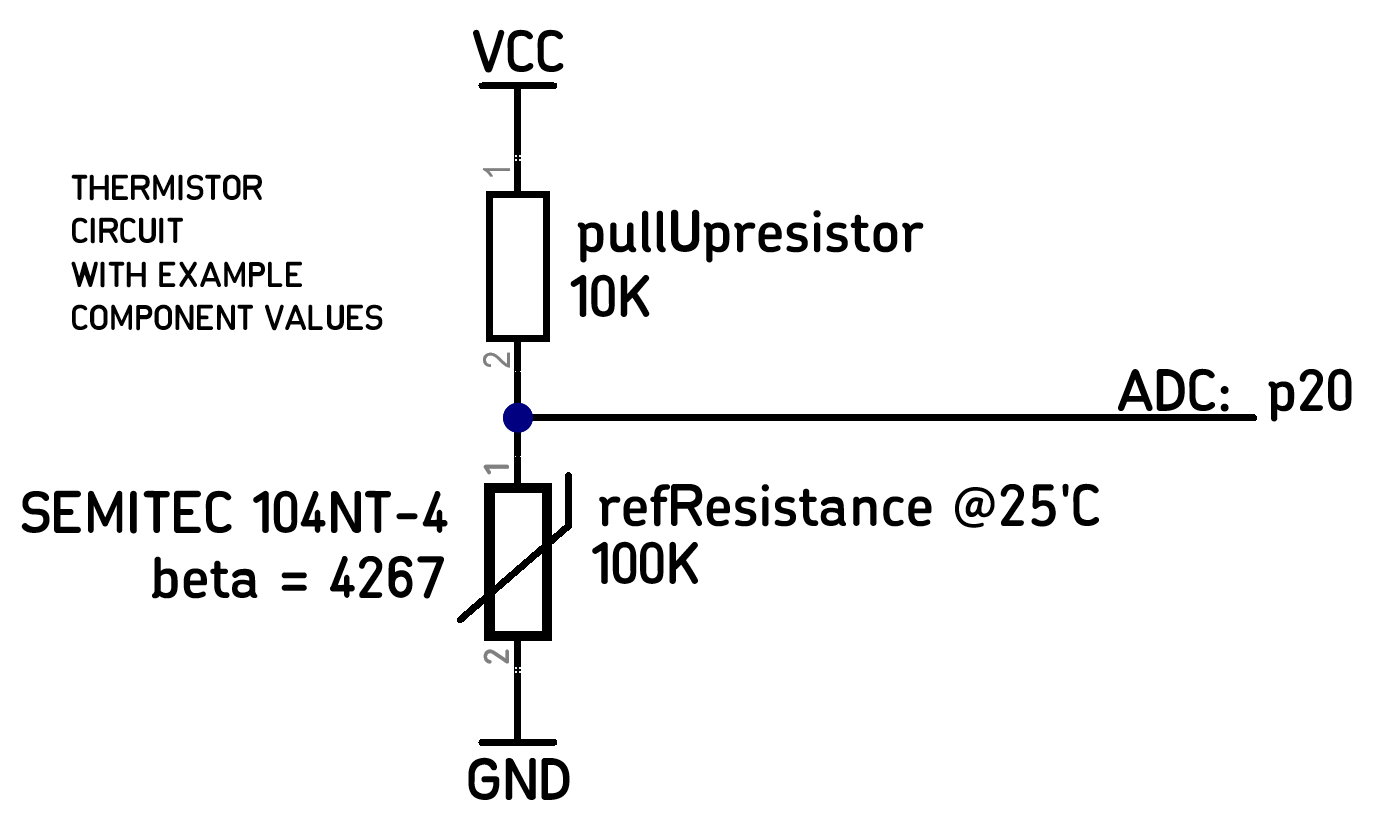 VCC
1
THERMISTOR
CIRCUIT
WITH EXAMPLE
COMPONENT VALUES
pullUpresistor
10K
2
ADC: p20
1
SEMITEC 104NT-4
beta = 4267
refResistance @25'C
100K
2
GND